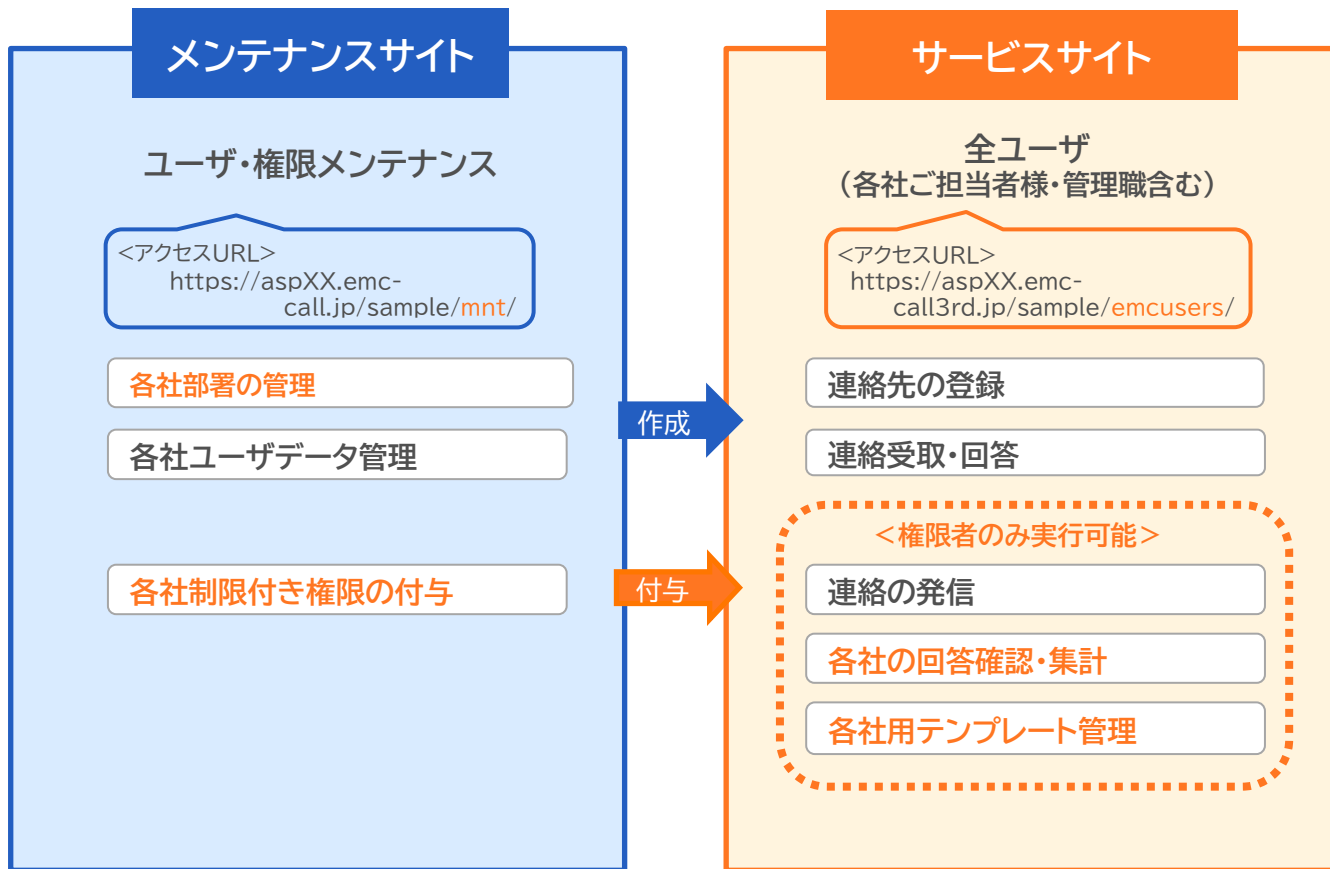 メンテナンスサイト
ユーザ・権限メンテナンス
<アクセスURL>
https://aspXX.emc-
call.jp/sample/mnt/
各社部署の管理
各社ユーザデータ管理
各社制限付き権限の付与
作成
付与
サービスサイト
全ユーザ
（各社ご担当者様・管理職含む）
<アクセスURL>
https://aspXX.emc-
call3rd.jp/sample/emcusers/
連絡先の登録
連絡受取・回答
<権限者のみ実行可能>
連絡の発信
各社の回答確認・集計
各社用テンプレート管理